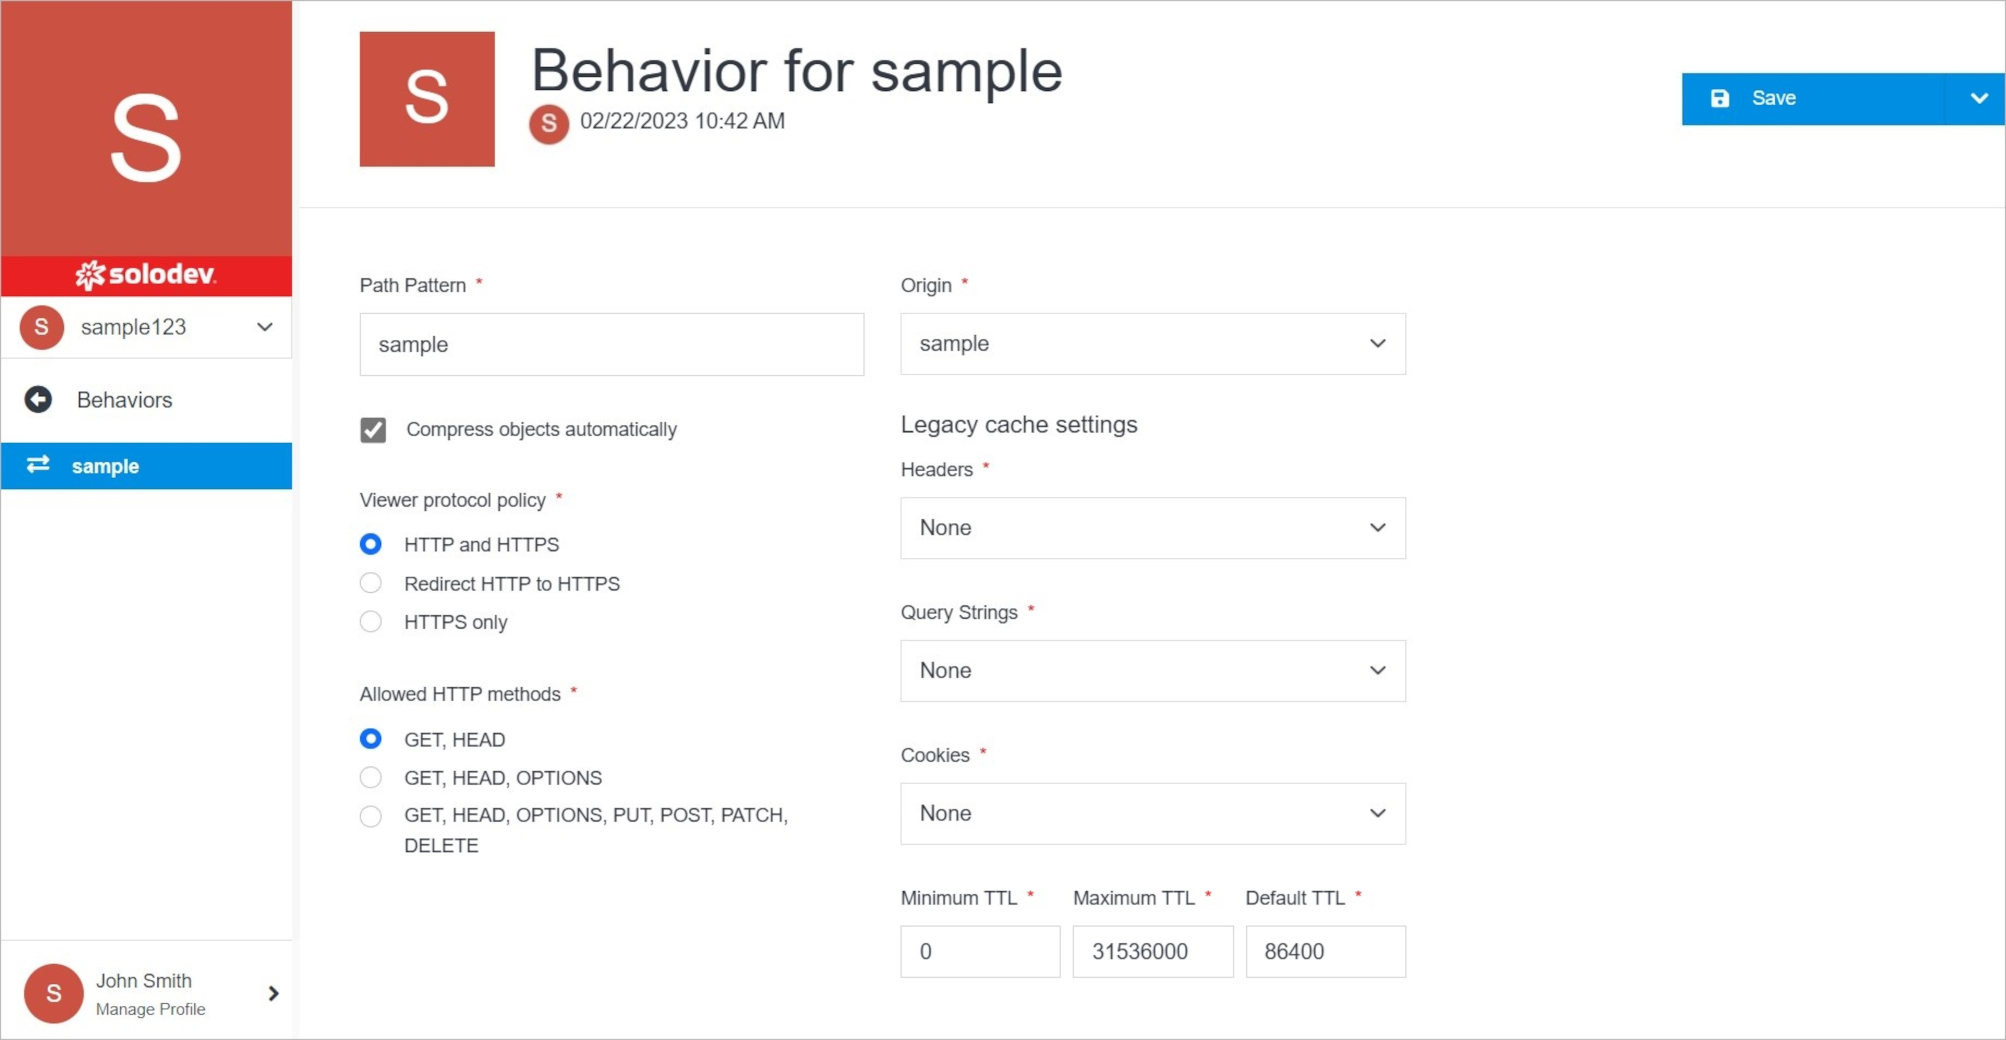 S
solodev
S
sample123
Behaviors
sample
S
John Smith
Manage Profile
S
Behavior for sample
S
02/22/2023 10:42 AM
Save
Path Pattern *
sample
Compress objects automatically
Viewer protocol policy *
HTTP and HTTPS
Redirect HTTP to HTTPS
HTTPS only
Allowed HTTP methods *
GET, HEAD
GET, HEAD, OPTIONS
GET, HEAD, OPTIONS, PUT, POST, PATCH,
DELETE
Origin *
sample
Legacy cache settings
Headers *
None
Query Strings *
None
Cookies *
None
Minimum TTL *
0
Maximum TTL *
31536000
Default TTL *
86400